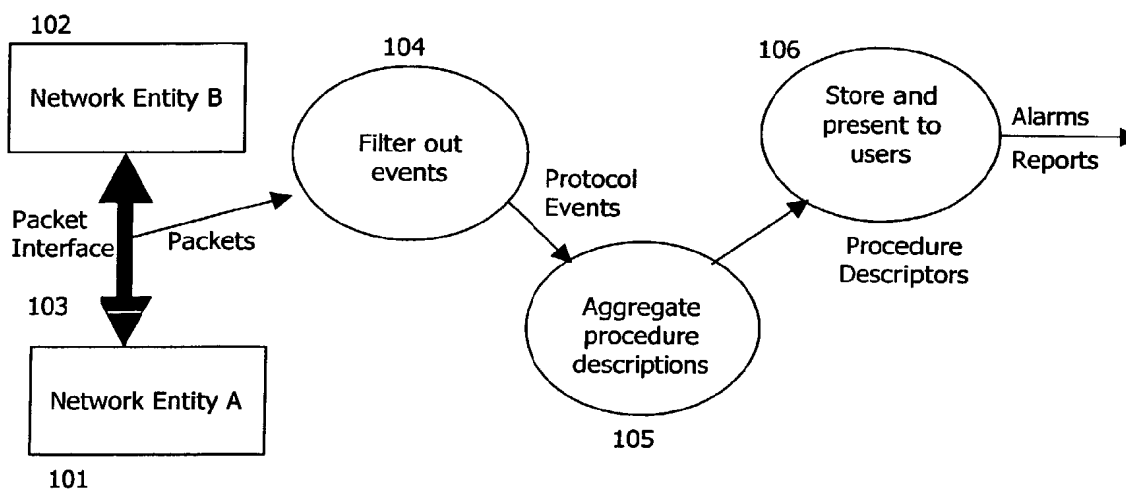 102
Network Entity B
Packet
Interface
Packets
103
Network Entity A
101
104
Filter out
events
Protocol
Events
Aggregate
procedure
descriptions
105
106
Store and
present to
users
Procedure
Descriptors
Alarms
Reports